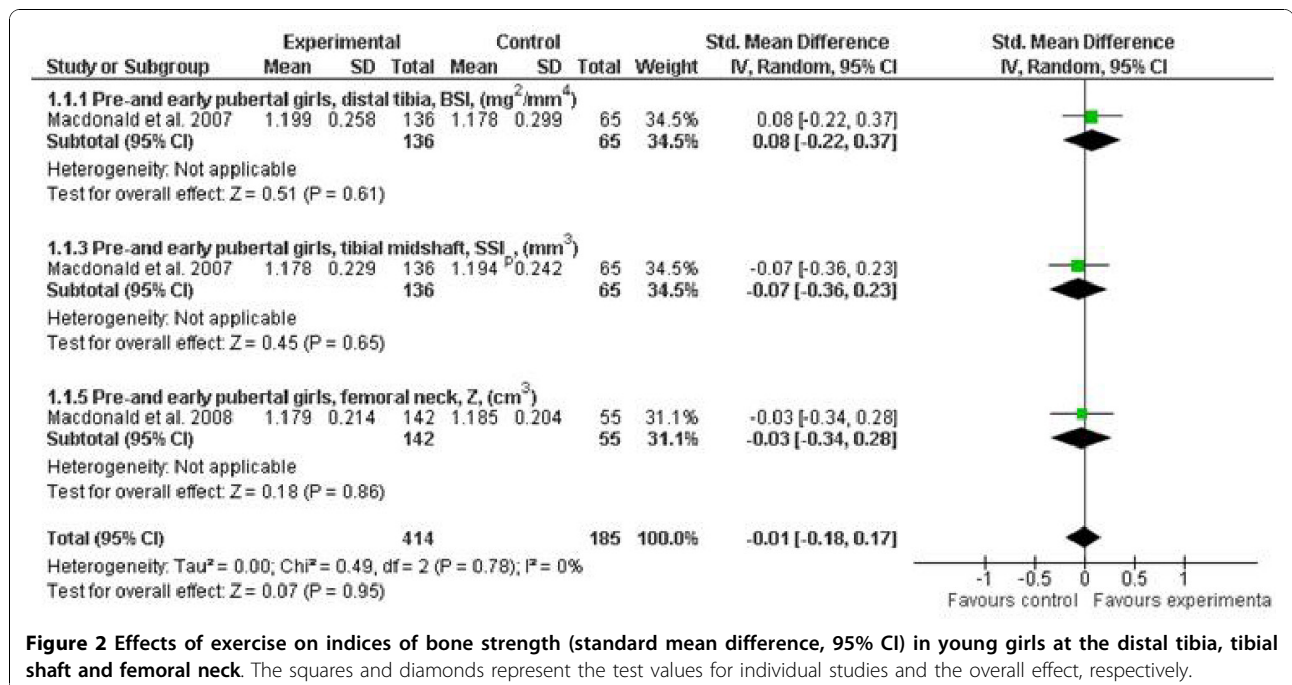 Experimental Control Std. Mean Difference Std. Mean Difference
Study or Subgroup Mean SD Total Mean SD Total Weight IV, Random, 95% CI IV, Random, 95% CI
1.1.1 Pre-and early pubertal girls, distal tibia, BSI, (mg²/mm⁴)
Macdonald et al. 2007 1.199 0.258 136 1.178 0.299 65 34.5% 0.08 [-0.22, 0.37]
Subtotal (95% CI) 136 65 34.5% 0.08 [-0.22, 0.37]
Heterogeneity: Not applicable
Test for overall effect: Z = 0.51 (P = 0.61)
1.1.3 Pre-and early pubertal girls, tibial midshaft, SSIp, (mm³)
Macdonald et al. 2007 1.178 0.229 136 1.194 0.242 65 34.5% -0.07 [-0.36, 0.23]
Subtotal (95% CI) 136 65 34.5% -0.07 [-0.36, 0.23]
Heterogeneity: Not applicable
Test for overall effect: Z = 0.45 (P = 0.65)
1.1.5 Pre-and early pubertal girls, femoral neck, Z, (cm³)
Macdonald et al. 2008 1.179 0.214 142 1.185 0.204 55 31.1% -0.03 [-0.34, 0.28]
Subtotal (95% CI) 142 55 31.1% -0.03 [-0.34, 0.28]
Heterogeneity: Not applicable
Test for overall effect: Z = 0.18 (P = 0.86)
Total (95% CI) 414 185 100.0% -0.01 [-0.18, 0.17]
Heterogeneity: Tau² = 0.00; Chi² = 0.49, df = 2 (P = 0.78); I² = 0%
Test for overall effect: Z = 0.07 (P = 0.95)
-1 -0.5 0 0.5 1
Favours control Favours experimenta
Figure 2 Effects of exercise on indices of bone strength (standard mean difference, 95% CI) in young girls at the distal tibia, tibial
shaft and femoral neck. The squares and diamonds represent the test values for individual studies and the overall effect, respectively.